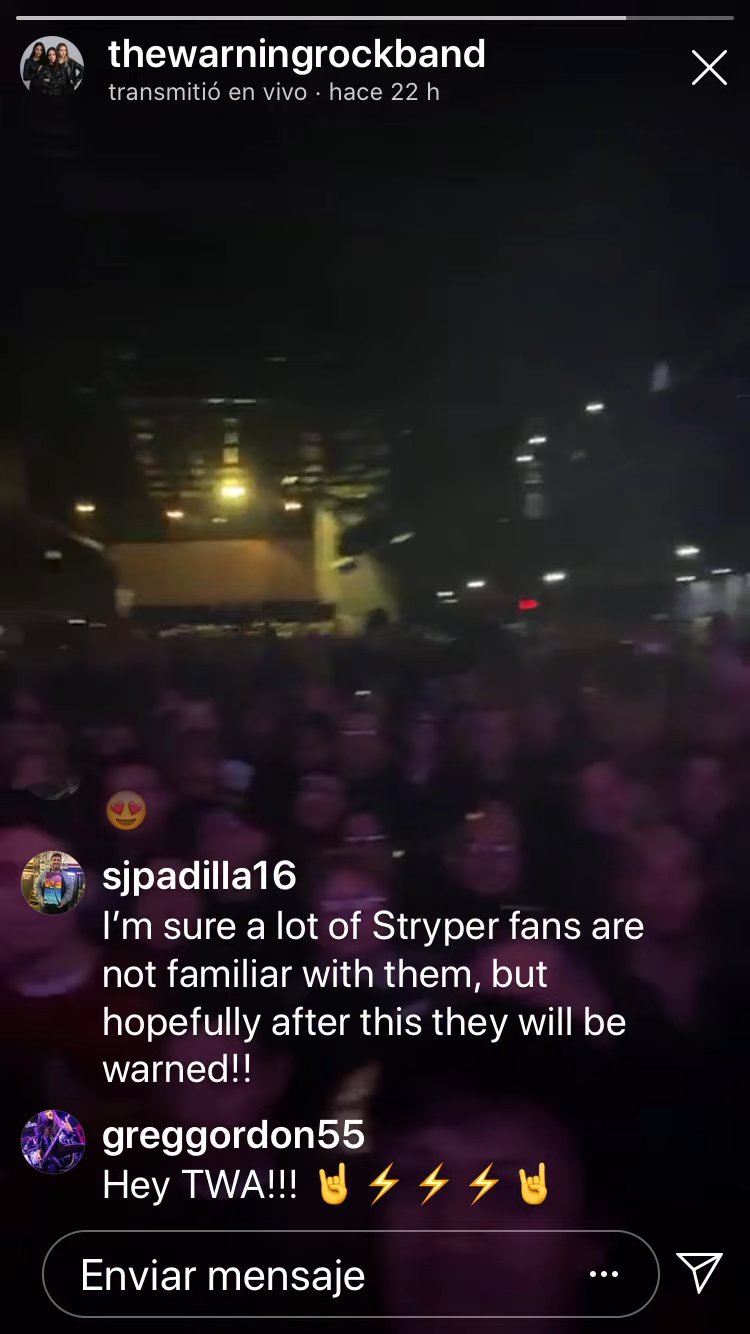 thewarningrockband
transmitió en vivo · hace 22 h
😍
sjpadilla16
I’m sure a lot of Stryper fans are
not familiar with them, but
hopefully after this they will be
warned!!
greggordon55
Hey TWA!!! 🤘⚡⚡⚡🤘
Enviar mensaje